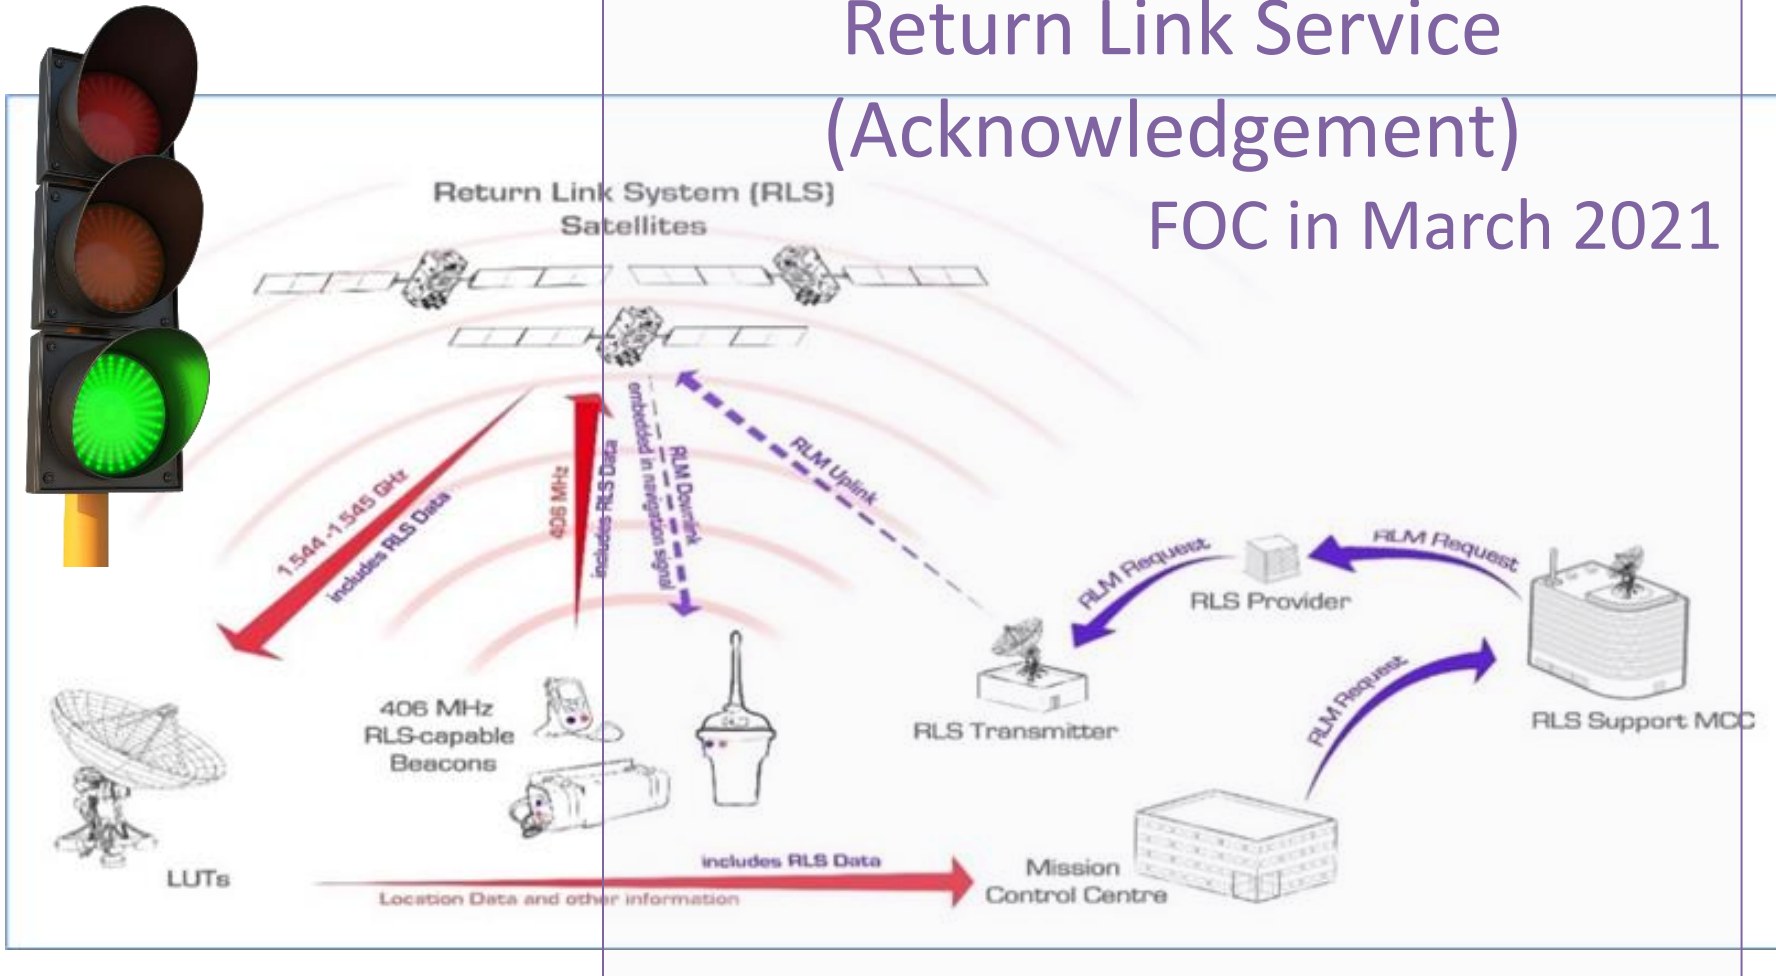 Return Link Service
(Acknowledgement)
FOC in March 2021
Return Link System (RLS)
Satellites
1.544 -1.545 GHz
includes RLS Data
406 MHz
includes RLS Data
RLM Downlink
embedded in navigation signal
RLM Uplink
RLM Request
RLS Provider
RLM Request
RLS Transmitter
RLM Request
RLS Support MCC
406 MHz
RLS-capable
Beacons
LUTs
includes RLS Data
Location Data and other information
Mission
Control Centre